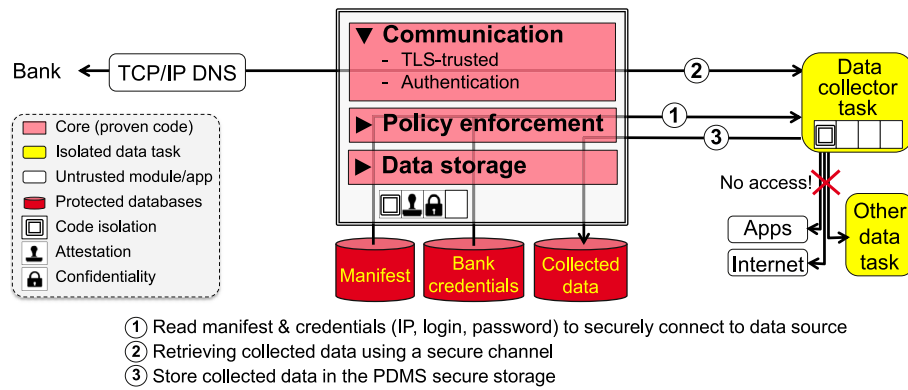 ▼ Communication
- TLS-trusted
- Authentication
Bank
TCP/IP DNS
2
Data
collector
task
▶ Policy enforcement
1
3
▶ Data storage
Core (proven code)
Isolated data task
Untrusted module/app
Protected databases
Code isolation
Attestation
Confidentiality
No access!
Apps
Internet
Other
data
task
Manifest
Bank
credentials
Collected
data
1 Read manifest & credentials (IP, login, password) to securely connect to data source
2 Retrieving collected data using a secure channel
3 Store collected data in the PDMS secure storage